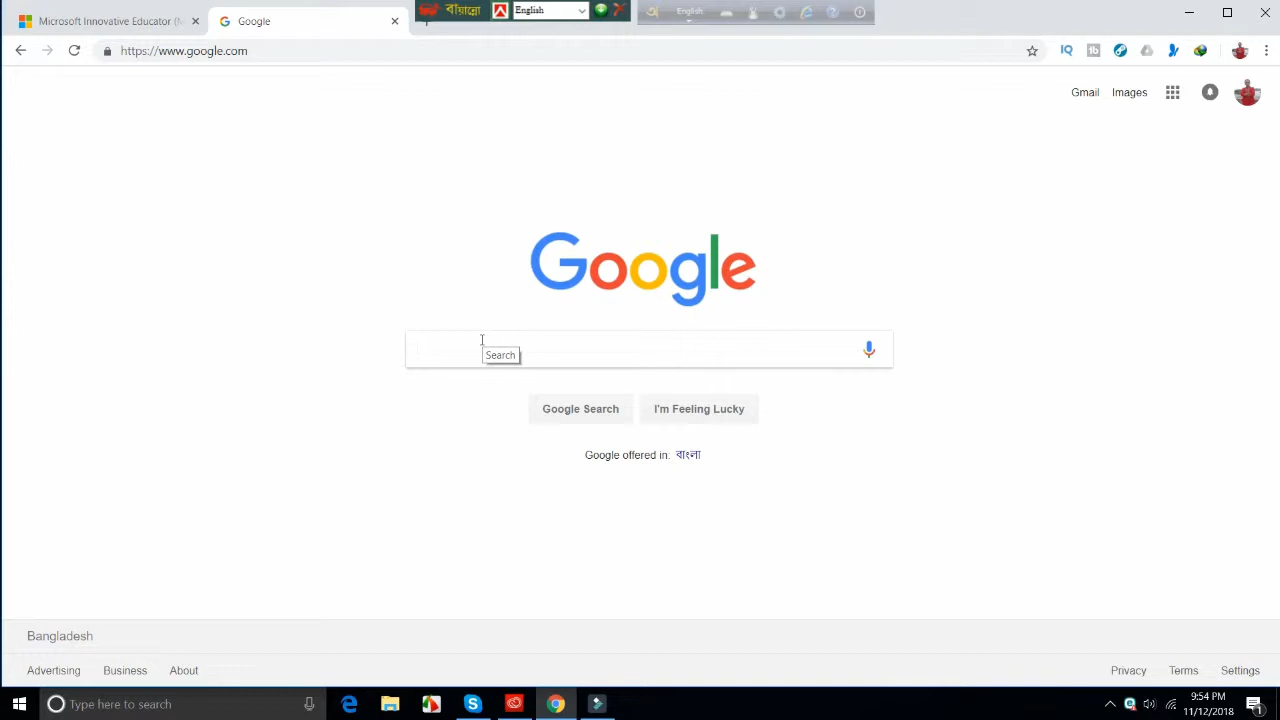 Microsoft Innovative Educator (
Google
বাঁয়ান্নো
English
অ
English
https://www.google.com
Gmail
Images
Google
Search
Google Search
I'm Feeling Lucky
Google offered in: বাংলা
Bangladesh
Advertising
Business
About
Privacy
Terms
Settings
Type here to search
9:54 PM
11/12/2018